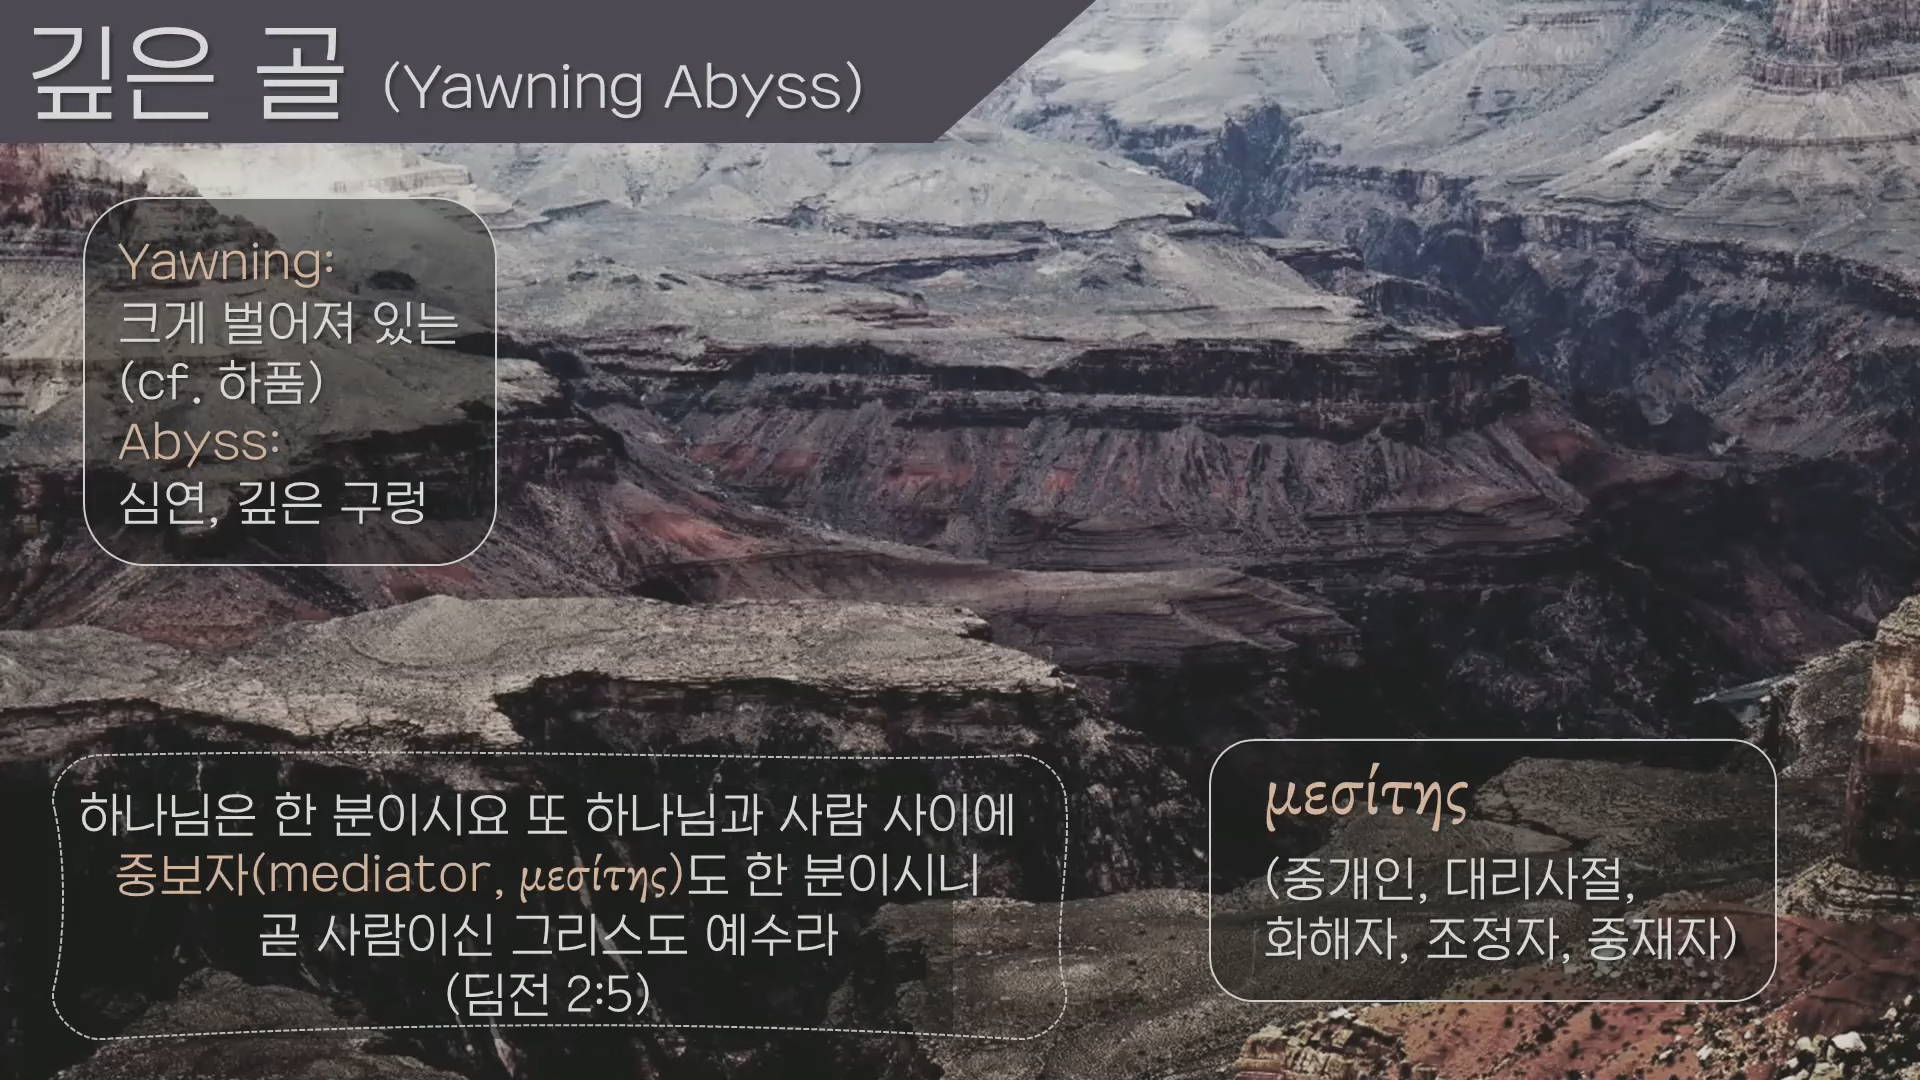 깊은 골 (Yawning Abyss)
Yawning:
크게 벌어져 있는
(cf. 하품)
Abyss:
심연, 깊은 구렁
하나님은 한 분이시요 또 하나님과 사람 사이에
중보자(mediator, μεσίτης)도 한 분이시니
곧 사람이신 그리스도 예수라
(딤전 2:5)
μεσίτης
(중개인, 대리사절,
화해자, 조정자, 중재자)